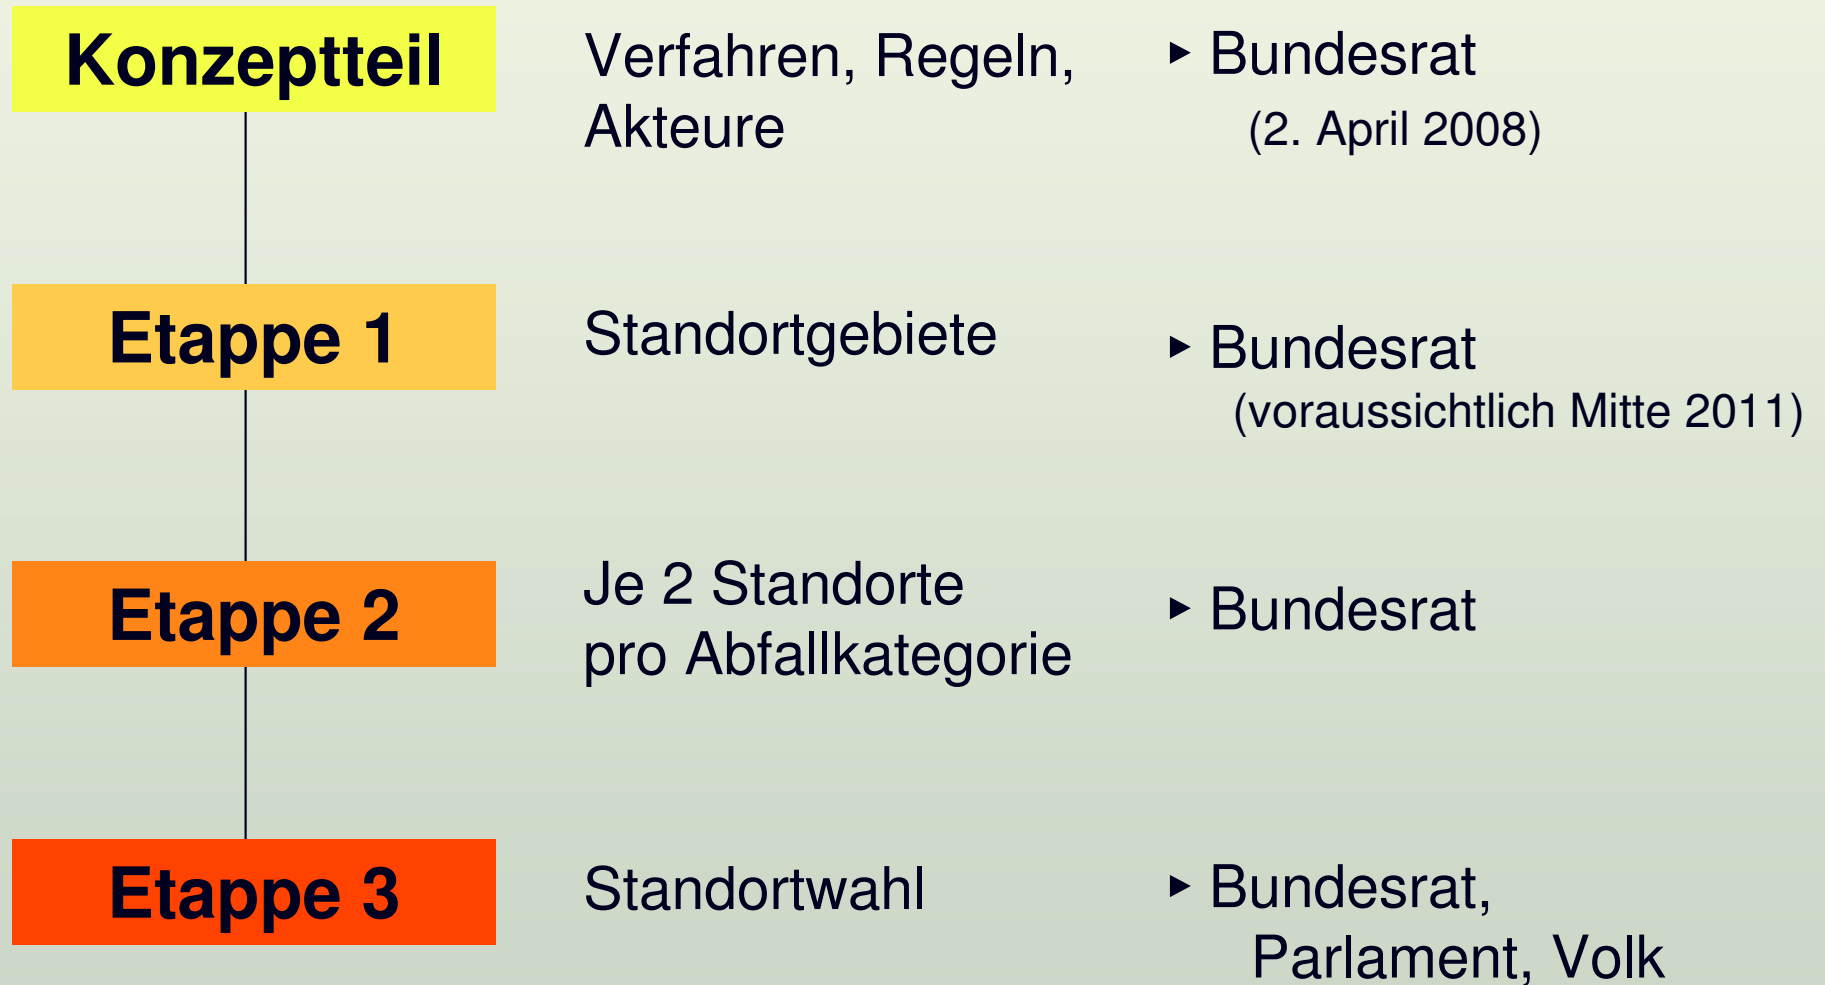 Konzeptteil
Verfahren, Regeln,
Akteure
▸ Bundesrat
(2. April 2008)
Etappe 1
Standortgebiete
▸ Bundesrat
(voraussichtlich Mitte 2011)
Etappe 2
Je 2 Standorte
pro Abfallkategorie
▸ Bundesrat
Etappe 3
Standortwahl
▸ Bundesrat,
Parlament, Volk